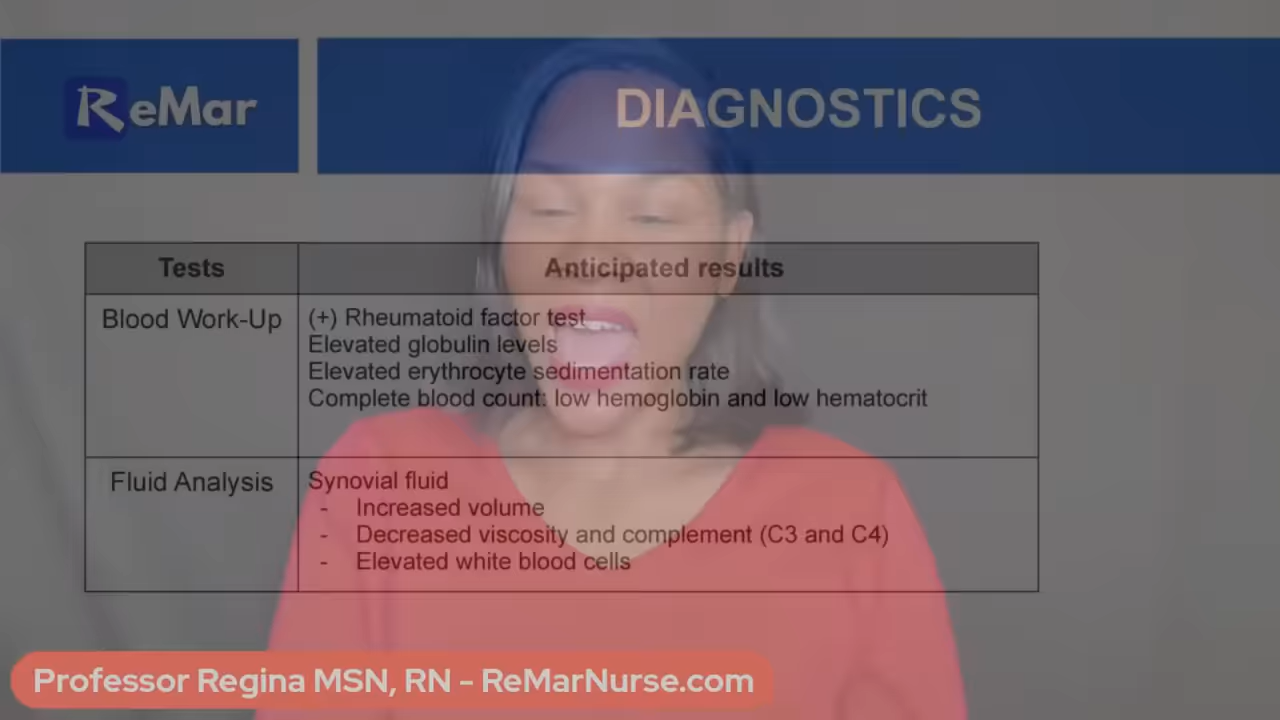 ReMar
DIAGNOSTICS
Tests
Anticipated results
Blood Work-Up
(+) Rheumatoid factor test
Elevated globulin levels
Elevated erythrocyte sedimentation rate
Complete blood count: low hemoglobin and low hematocrit
Fluid Analysis
Synovial fluid
- Increased volume
- Decreased viscosity and complement (C3 and C4)
- Elevated white blood cells
Professor Regina MSN, RN - ReMarNurse.com